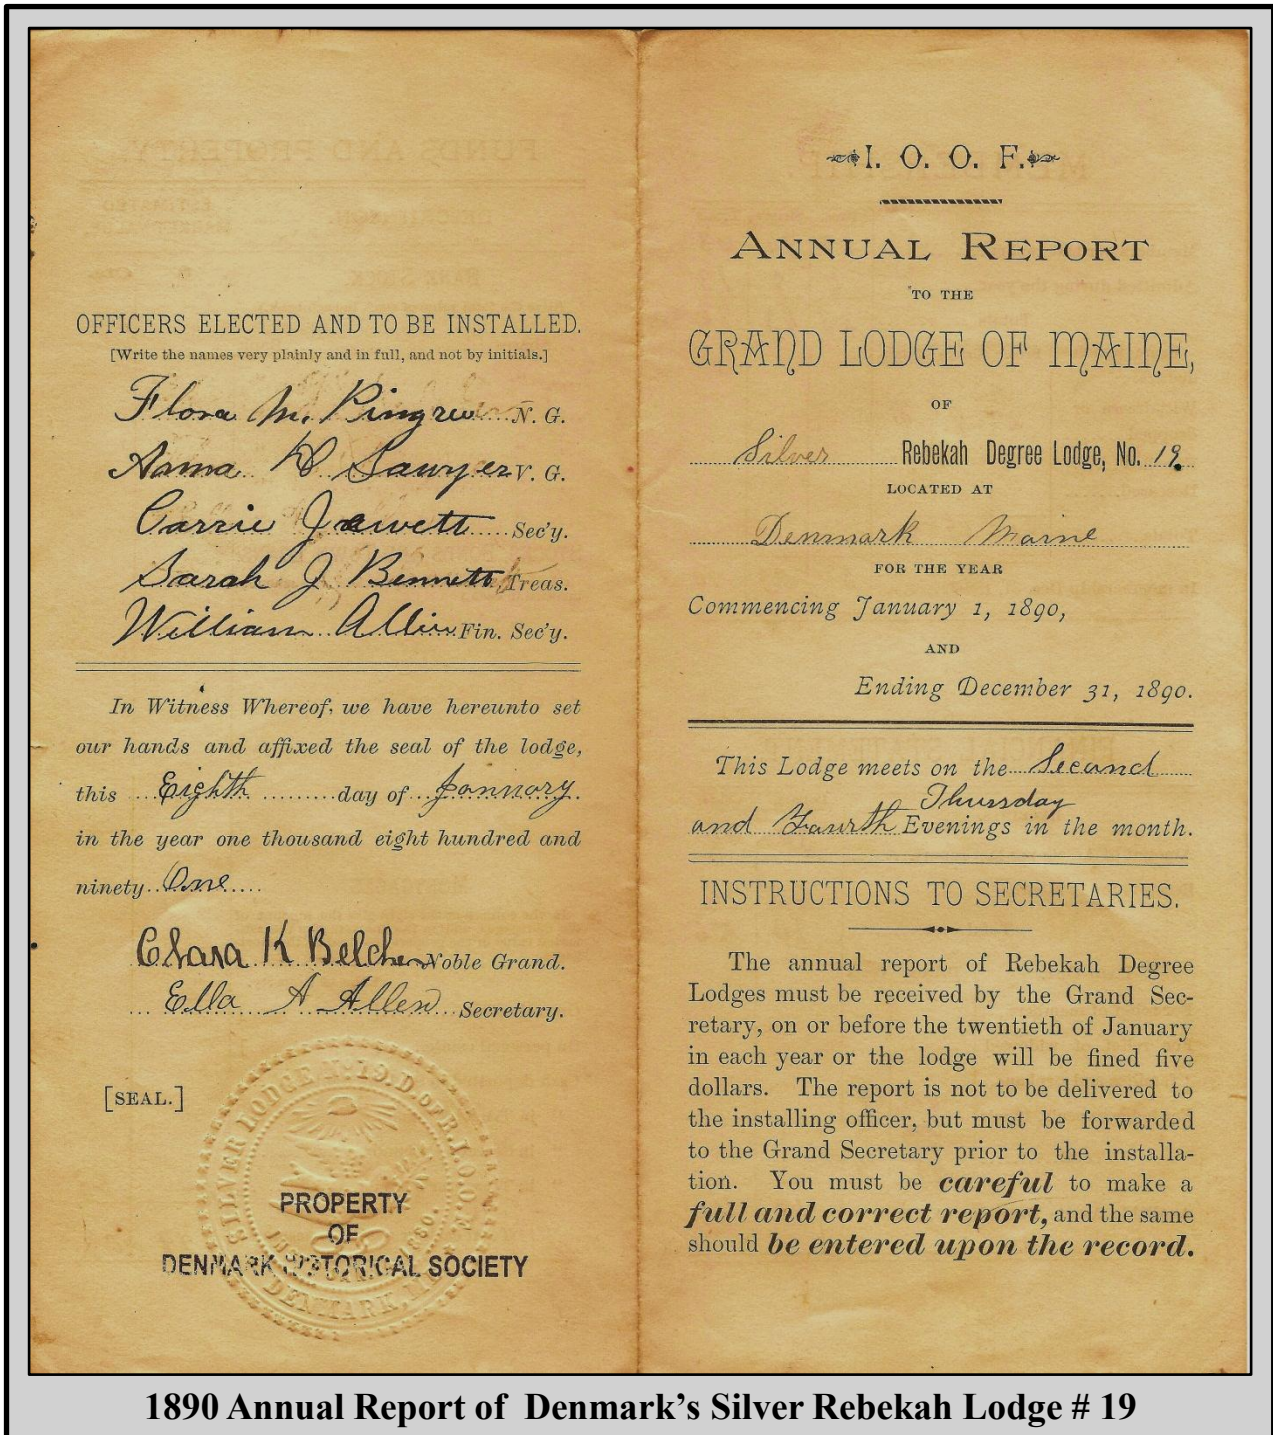 OFFICERS ELECTED AND TO BE INSTALLED.
[Write the names very plainly and in full, and not by initials.]
Flora M. Pingree N. G.
Anna D Sawyer V. G.
Carrie Jewett Sec'y.
Sarah J Bennett Treas.
William Allen Fin. Sec'y.
In Witness Whereof, we have hereunto set
our hands and affixed the seal of the lodge,
this Eighth day of January.
in the year one thousand eight hundred and
ninety One
Clara K Belcher Noble Grand.
Ella A Allen Secretary.
[SEAL.]
SILVER LODGE, Nº 19. D. OF R. I. O. O. F.
DENMARK,
PROPERTY
OF
DENMARK HISTORICAL SOCIETY
I. O. O. F.
ANNUAL REPORT
TO THE
GRAND LODGE OF MAINE,
OF
Silver Rebekah Degree Lodge, No. 19.
LOCATED AT
Denmark Maine
FOR THE YEAR
Commencing January 1, 1890,
AND
Ending December 31, 1890.
This Lodge meets on the Second
Thursday
and Fourth Evenings in the month.
INSTRUCTIONS TO SECRETARIES.
The annual report of Rebekah Degree
Lodges must be received by the Grand Sec-
retary, on or before the twentieth of January
in each year or the lodge will be fined five
dollars. The report is not to be delivered to
the installing officer, but must be forwarded
to the Grand Secretary prior to the installa-
tion. You must be careful to make a
full and correct report, and the same
should be entered upon the record.
1890 Annual Report of Denmark's Silver Rebekah Lodge # 19